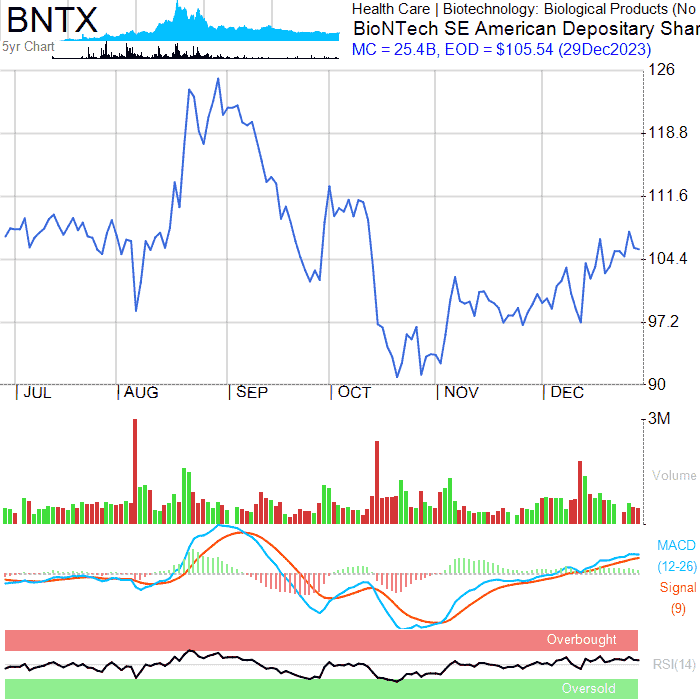 BNTX
5yr Chart
Health Care | Biotechnology: Biological Products (No
BioNTech SE American Depositary Shar
MC = 25.4B, EOD = $105.54 (29Dec2023)
126
118.8
111.6
104.4
97.2
90
JUL AUG SEP OCT NOV DEC
3M
Volume
MACD
(12-26)
Signal
(9)
Overbought
RSI(14)
Oversold